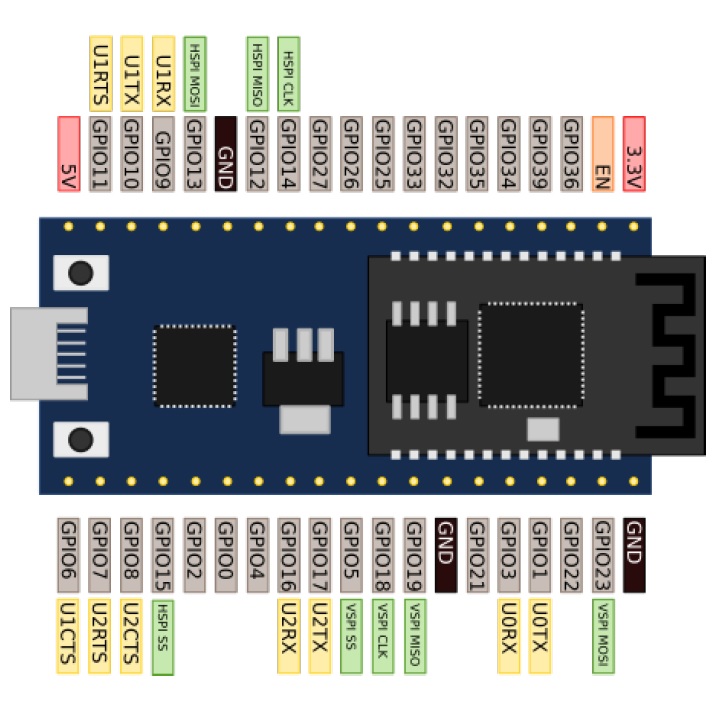 U1RTS
U1TX
U1RX
HSPI MOSI
HSPI MISO
HSPI CLK
5V
GPIO11
GPIO10
GPIO9
GPIO13
GND
GPIO12
GPIO14
GPIO27
GPIO26
GPIO25
GPIO33
GPIO32
GPIO35
GPIO34
GPIO39
GPIO36
EN
3.3V
GPIO6
GPIO7
GPIO8
GPIO15
GPIO2
GPIO0
GPIO4
GPIO16
GPIO17
GPIO5
GPIO18
GPIO19
GND
GPIO21
GPIO3
GPIO1
GPIO22
GPIO23
GND
U1CTS
U2RTS
U2CTS
HSPI SS
U2RX
U2TX
VSPI SS
VSPI CLK
VSPI MISO
U0RX
U0TX
VSPI MOSI